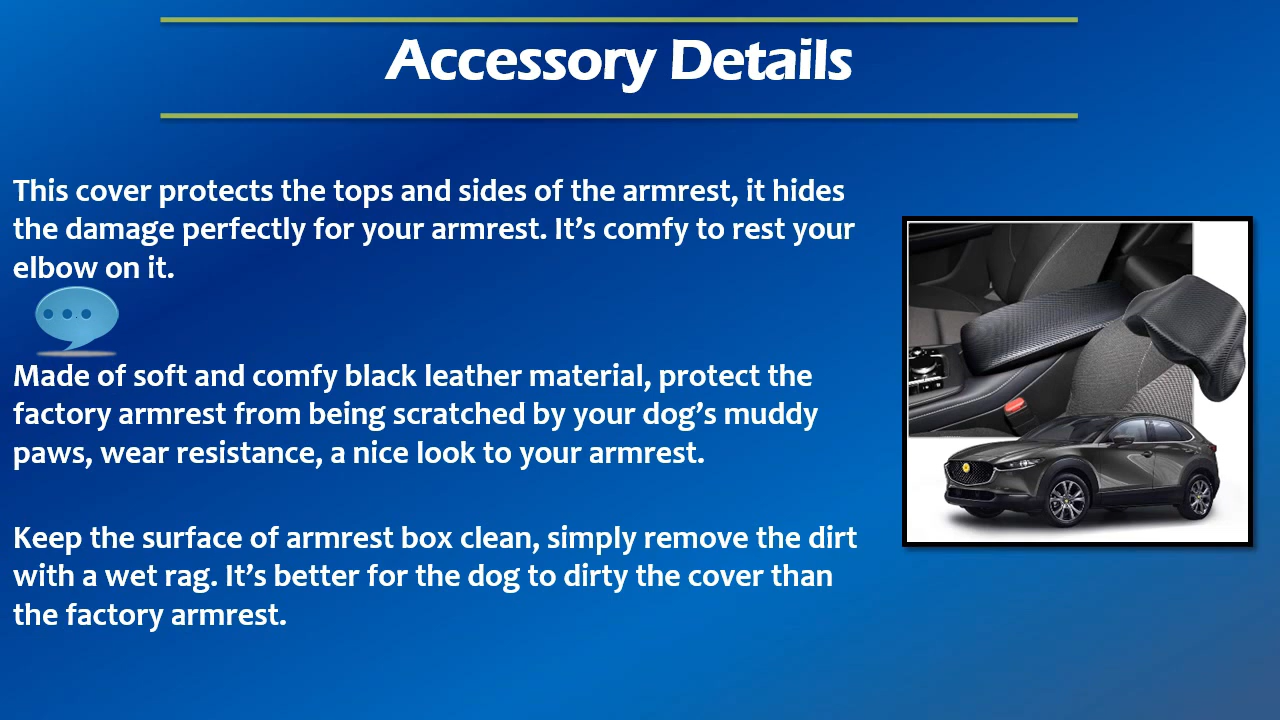 Accessory Details
This cover protects the tops and sides of the armrest, it hides
the damage perfectly for your armrest. It’s comfy to rest your
elbow on it.
Made of soft and comfy black leather material, protect the
factory armrest from being scratched by your dog’s muddy
paws, wear resistance, a nice look to your armrest.
Keep the surface of armrest box clean, simply remove the dirt
with a wet rag. It’s better for the dog to dirty the cover than
the factory armrest.